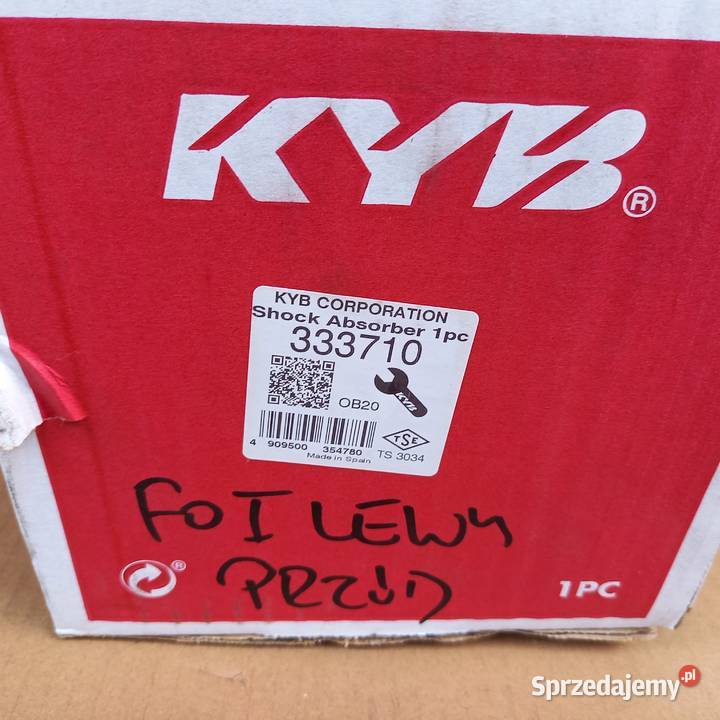 KYB®
KYB CORPORATION
Shock Absorber 1pc
333710
KYB
OB20
4 909500 354780
TSE
Made in Spain
TS 3034
FOI LEWY
PRZÓD
®
1PC
Sprzedajemy.pl